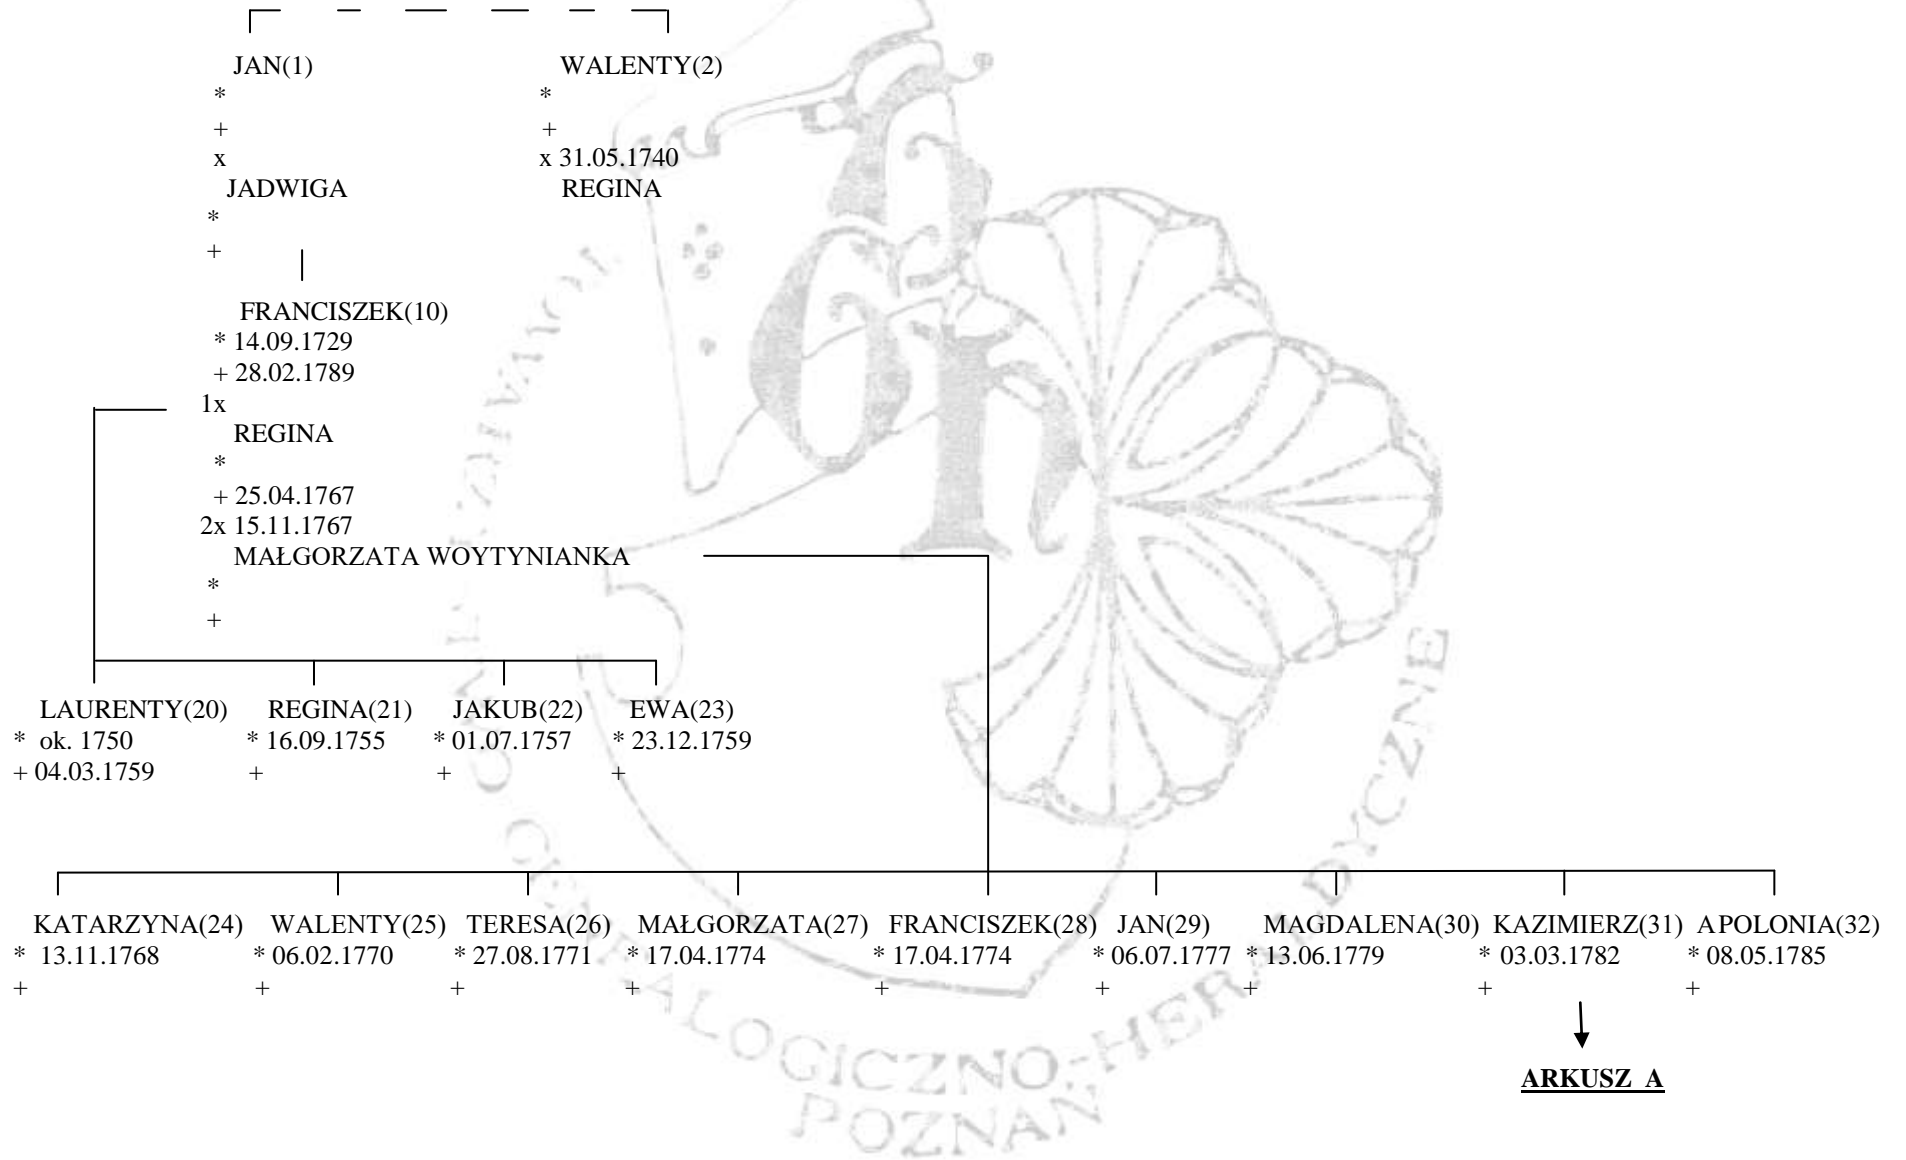 JAN(1) WALENTY(2)
* *
+ +
x x 31.05.1740
JADWIGA REGINA
*
+
FRANCISZEK(10)
* 14.09.1729
+ 28.02.1789
1x
REGINA
*
+ 25.04.1767
2x 15.11.1767
MAŁGORZATA WOYTYNIANKA
*
+
LAURENTY(20) REGINA(21) JAKUB(22) EWA(23)
* ok. 1750 * 16.09.1755 * 01.07.1757 * 23.12.1759
+ 04.03.1759 + + +
KATARZYNA(24) WALENTY(25) TERESA(26) MAŁGORZATA(27) FRANCISZEK(28) JAN(29) MAGDALENA(30) KAZIMIERZ(31) APOLONIA(32)
* 13.11.1768 * 06.02.1770 * 27.08.1771 * 17.04.1774 * 17.04.1774 * 06.07.1777 * 13.06.1779 * 03.03.1782 * 08.05.1785
+ + + + + + + + +
ARKUSZ A
GENEALOGICZNO-HERALDYCZNE
POZNAŃ